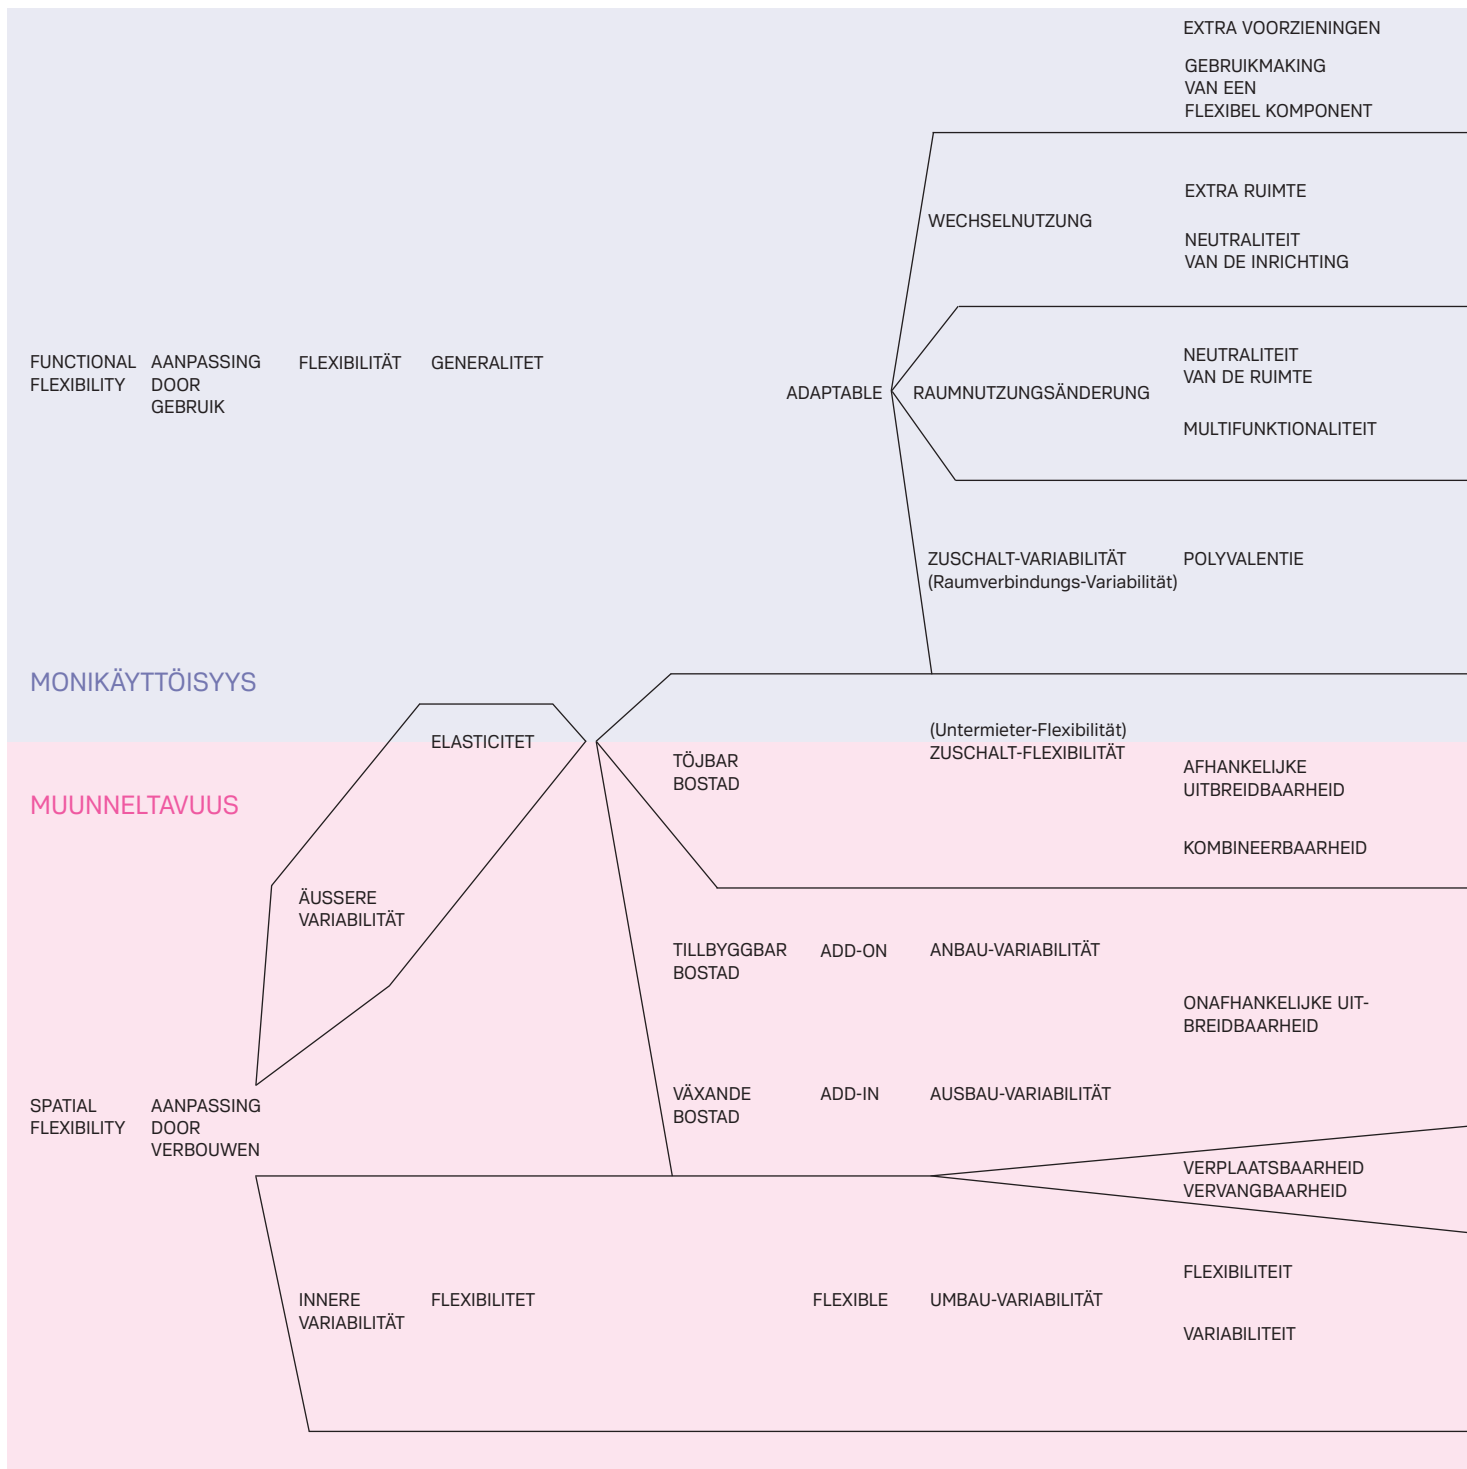 EXTRA VOORZIENINGEN
GEBRUIKMAKING
VAN EEN
FLEXIBEL KOMPONENT
EXTRA RUIMTE
WECHSELNUTZUNG
NEUTRALITEIT
VAN DE INRICHTING
FUNCTIONAL
FLEXIBILITY
AANPASSING
DOOR
GEBRUIK
FLEXIBILITÄT
GENERALITET
ADAPTABLE
RAUMNUTZUNGSÄNDERUNG
NEUTRALITEIT
VAN DE RUIMTE
MULTIFUNKTIONALITEIT
ZUSCHALT-VARIABILITÄT
(Raumverbindungs-Variabilität)
POLYVALENTIE
MONIKÄYTTÖISYYS
ELASTICITET
TÖJBAR
BOSTAD
(Untermieter-Flexibilität)
ZUSCHALT-FLEXIBILITÄT
AFHANKELIJKE
UITBREIDBAARHEID
MUUNNELTAVUUS
KOMBINEERBAARHEID
ÄUSSERE
VARIABILITÄT
TILLBYGGBAR
BOSTAD
ADD-ON
ANBAU-VARIABILITÄT
ONAFHANKELIJKE UIT-
BREIDBAARHEID
VÄXANDE
BOSTAD
ADD-IN
AUSBAU-VARIABILITÄT
SPATIAL
FLEXIBILITY
AANPASSING
DOOR
VERBOUWEN
VERPLAATSBAARHEID
VERVANGBAARHEID
INNERE
VARIABILITÄT
FLEXIBILITET
FLEXIBLE
UMBAU-VARIABILITÄT
FLEXIBILITEIT
VARIABILITEIT